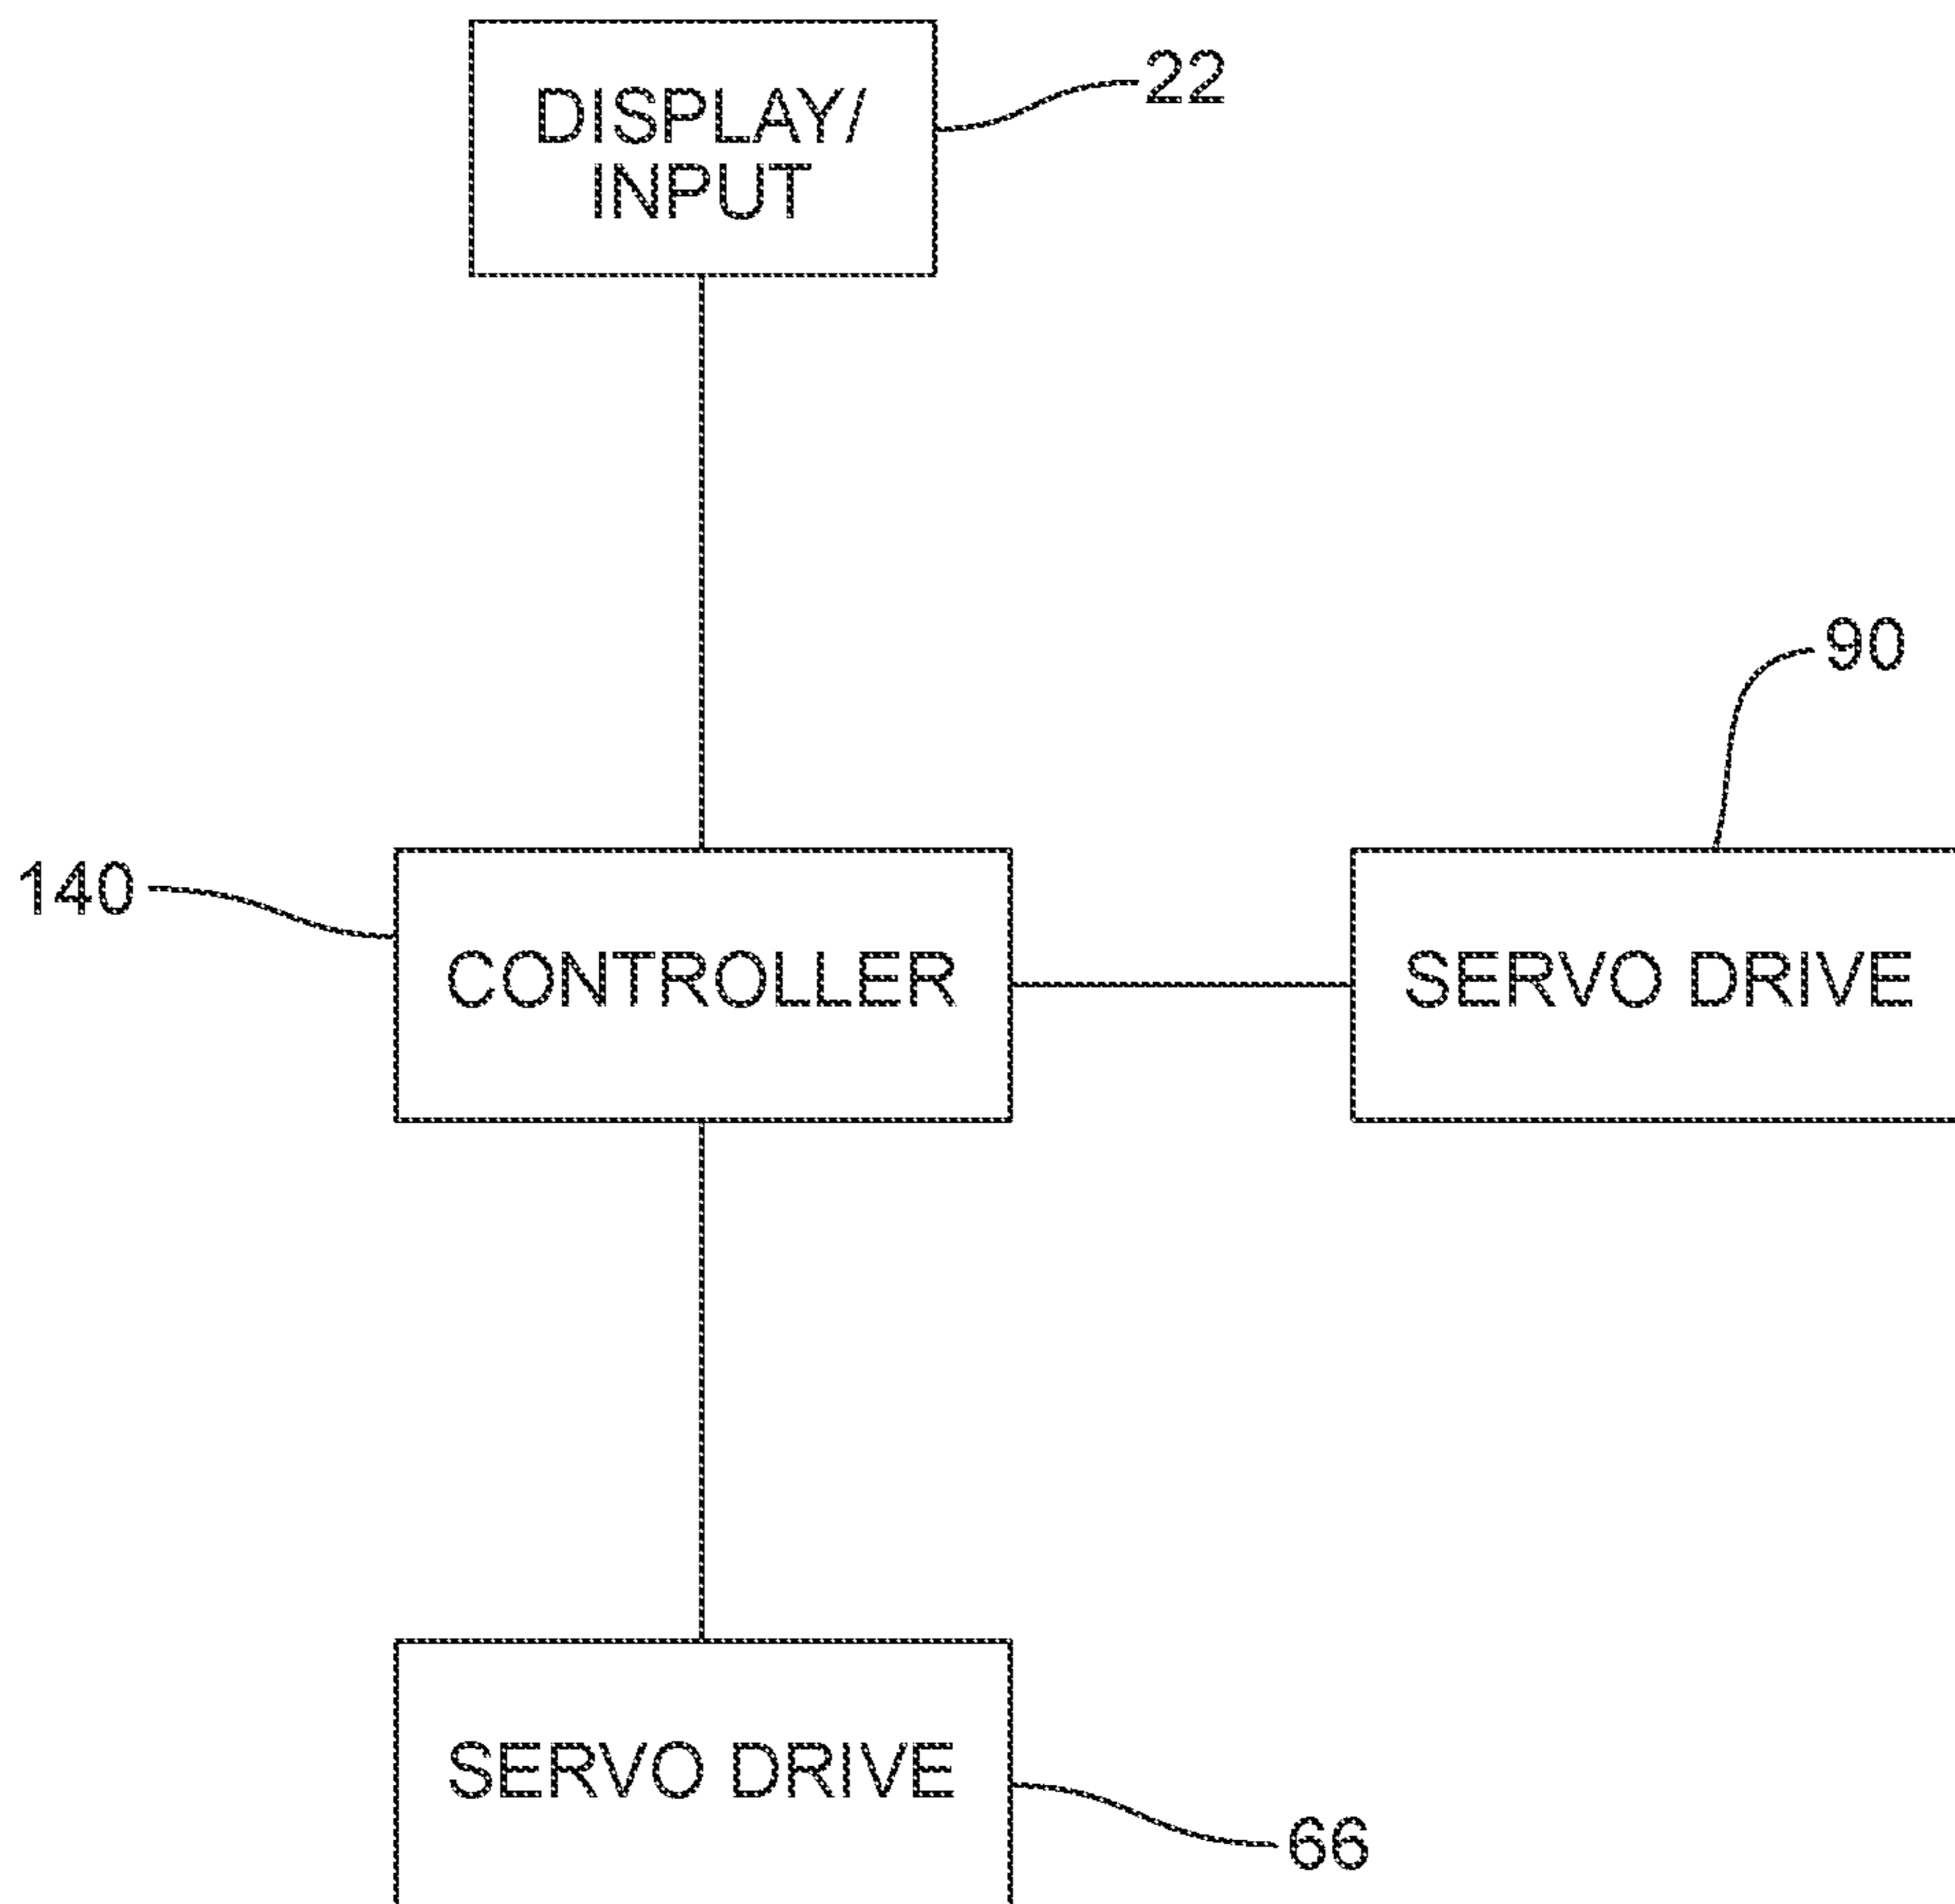 DISPLAY/
INPUT
22
90
140
CONTROLLER
SERVO DRIVE
SERVO DRIVE
66